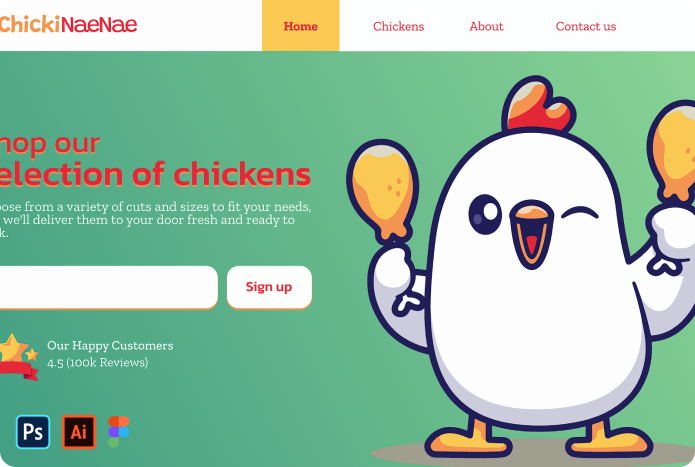 ChickiNaeNae
Home
Chickens
About
Contact us
hop our
election of chickens
oose from a variety of cuts and sizes to fit your needs,
we'll deliver them to your door fresh and ready to
k.
Sign up
Our Happy Customers
4.5 (100k Reviews)
Ps
Ai